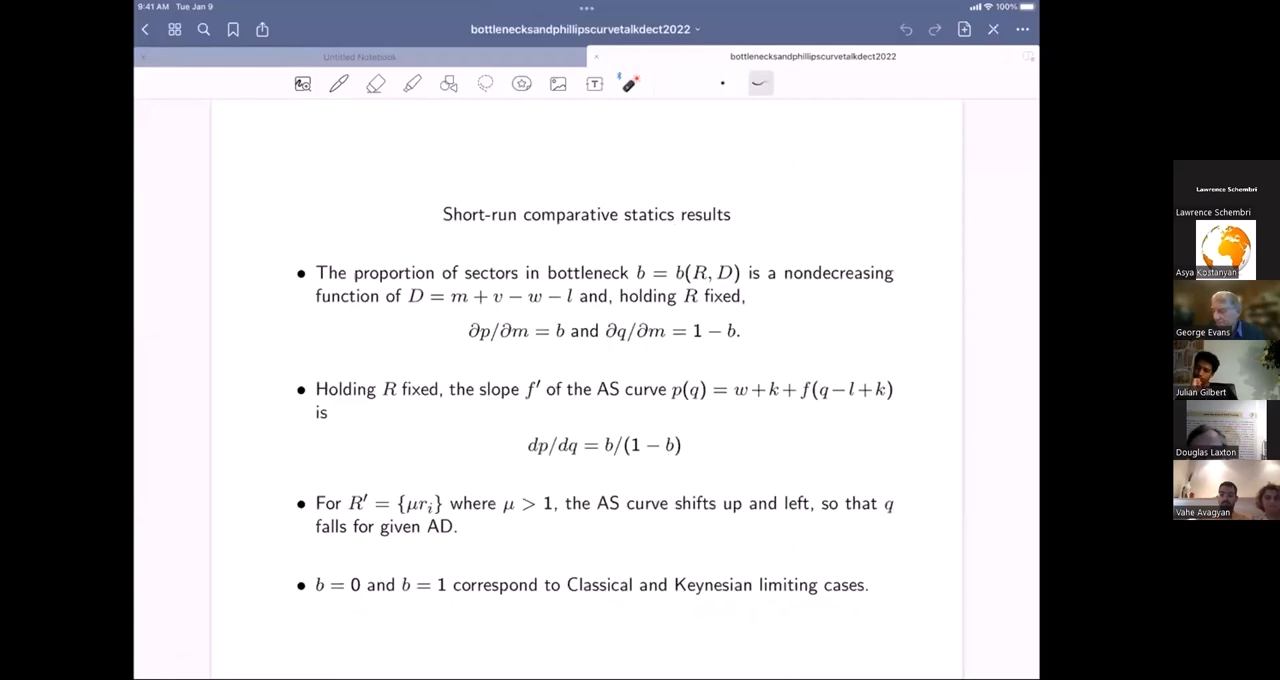 9:41 AM Tue Jan 9
100%
bottlenecksandphillipscurvetalkdect2022
Untitled Notebook
bottlenecksandphillipscurvetalkdect2022
Short-run comparative statics results
• The proportion of sectors in bottleneck b = b(R, D) is a nondecreasing
function of D = m + v − w − l and, holding R fixed,
∂p/∂m = b and ∂q/∂m = 1 − b.
• Holding R fixed, the slope f′ of the AS curve p(q) = w+k+f(q−l+k)
is
dp/dq = b/(1 − b)
• For R′ = {μrᵢ} where μ > 1, the AS curve shifts up and left, so that q
falls for given AD.
• b = 0 and b = 1 correspond to Classical and Keynesian limiting cases.
Lawrence Schembri
Lawrence Schembri
Asya Kostanyan
George Evans
Julian Gilbert
Douglas Laxton
Vahe Avagyan